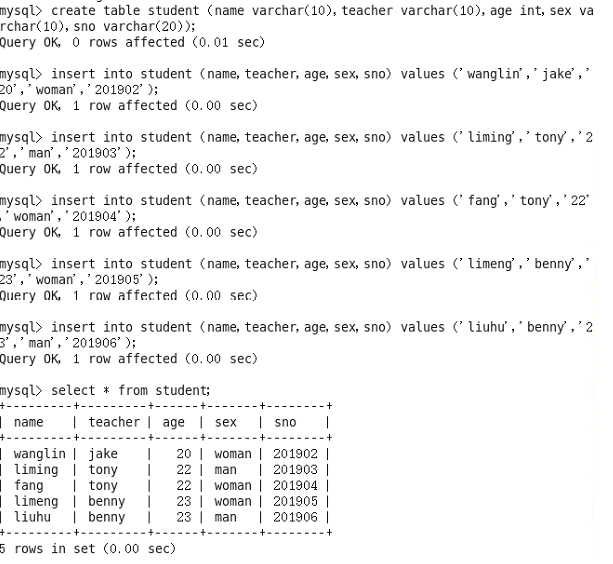 mysql> create table student (name varchar(10), teacher varchar(10), age int, sex va
rchar(10), sno varchar(20));
Query OK, 0 rows affected (0.01 sec)
mysql> insert into student (name, teacher, age, sex, sno) values ('wanglin','jake','
20','woman','201902');
Query OK, 1 row affected (0.00 sec)
mysql> insert into student (name, teacher, age, sex, sno) values ('liming','tony','2
2','man','201903');
Query OK, 1 row affected (0.00 sec)
mysql> insert into student (name, teacher, age, sex, sno) values ('fang','tony','22'
,'woman','201904');
Query OK, 1 row affected (0.00 sec)
mysql> insert into student (name, teacher, age, sex, sno) values ('limeng','benny','
23','woman','201905');
Query OK, 1 row affected (0.00 sec)
mysql> insert into student (name, teacher, age, sex, sno) values ('liuhu','benny','2
3','man','201906');
Query OK, 1 row affected (0.00 sec)
mysql> select * from student;
+---------+---------+------+-------+--------+
| name    | teacher | age  | sex   | sno    |
+---------+---------+------+-------+--------+
| wanglin | jake    |   20 | woman | 201902 |
| liming  | tony    |   22 | man   | 201903 |
| fang    | tony    |   22 | woman | 201904 |
| limeng  | benny   |   23 | woman | 201905 |
| liuhu   | benny   |   23 | man   | 201906 |
+---------+---------+------+-------+--------+
5 rows in set (0.00 sec)